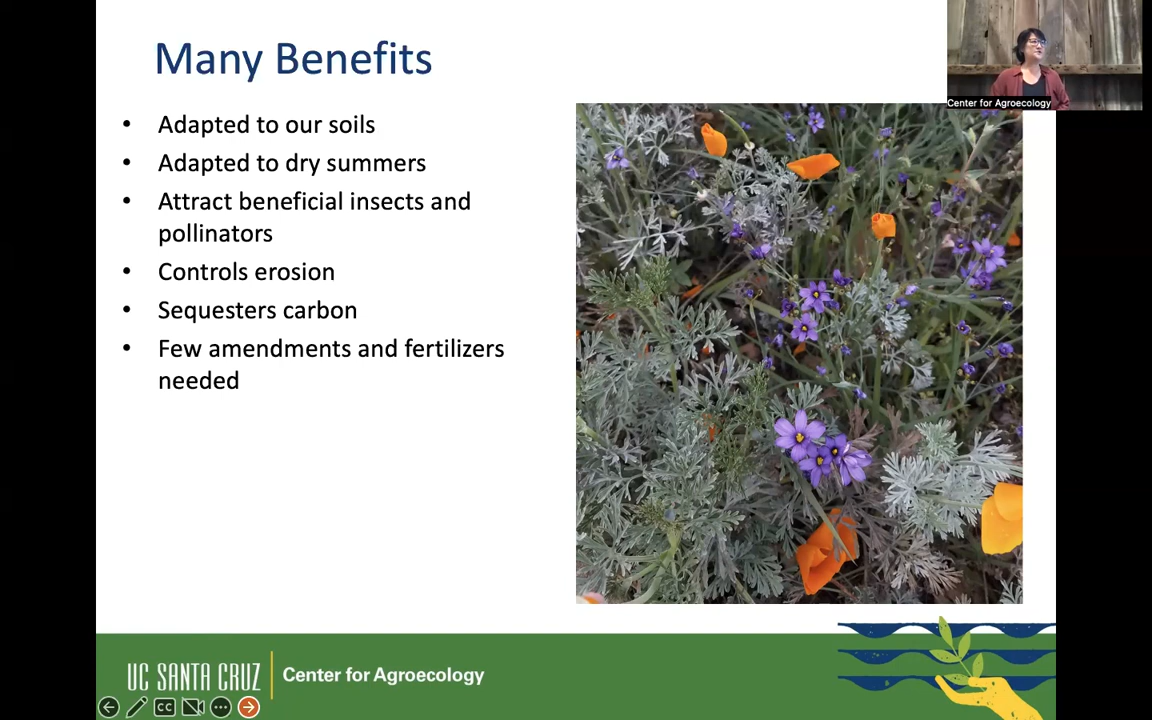 Many Benefits
Center for Agroecology
• Adapted to our soils
• Adapted to dry summers
• Attract beneficial insects and
pollinators
• Controls erosion
• Sequesters carbon
• Few amendments and fertilizers
needed
UC SANTA CRUZ
Center for Agroecology
CC